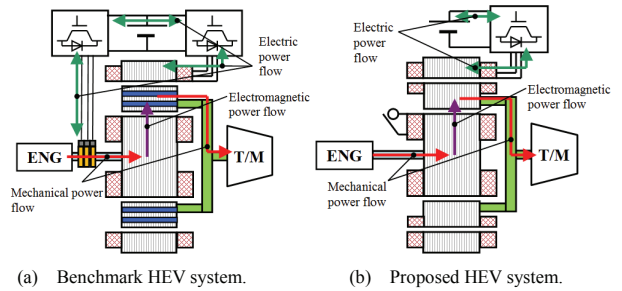 Electric
power
flow
Electromagnetic
power flow
ENG
T/M
Mechanical power
flow
(a) Benchmark HEV system.
Electric
power
flow
Electromagnetic
power flow
ENG
T/M
Mechanical power
flow
(b) Proposed HEV system.